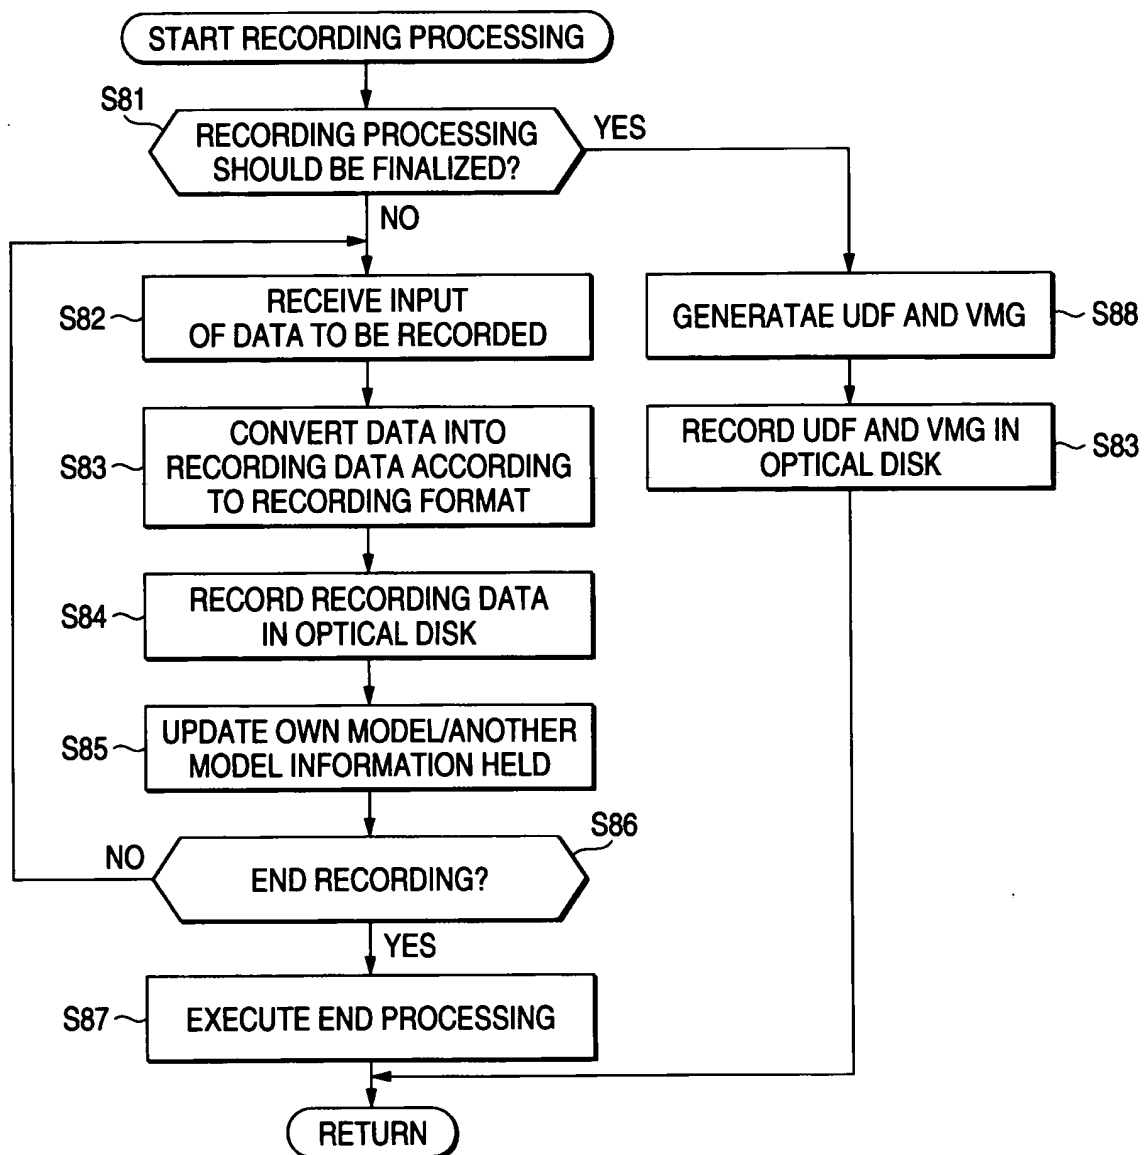 START RECORDING PROCESSING
S81
RECORDING PROCESSING
SHOULD BE FINALIZED?
YES
NO
S82
RECEIVE INPUT
OF DATA TO BE RECORDED
GENERATAE UDF AND VMG
S88
S83
CONVERT DATA INTO
RECORDING DATA ACCORDING
TO RECORDING FORMAT
RECORD UDF AND VMG IN
OPTICAL DISK
S83
S84
RECORD RECORDING DATA
IN OPTICAL DISK
S85
UPDATE OWN MODEL/ANOTHER
MODEL INFORMATION HELD
S86
NO
END RECORDING?
YES
S87
EXECUTE END PROCESSING
RETURN